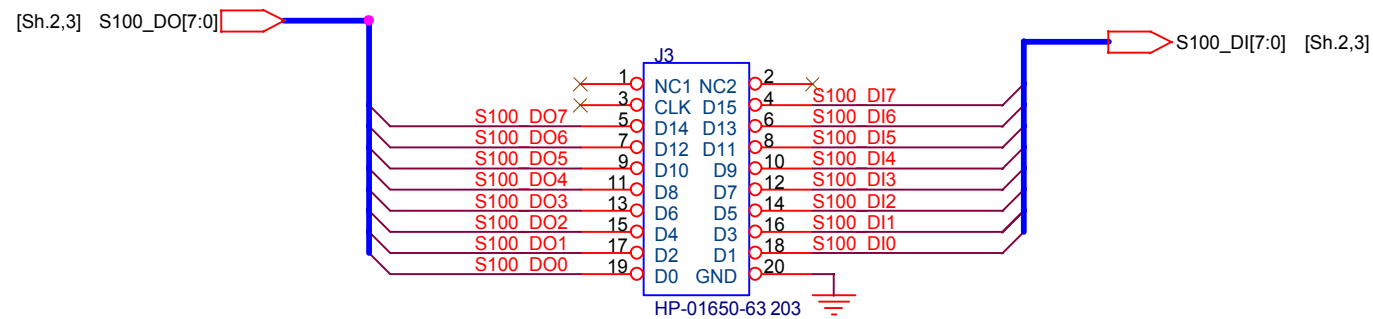 [Sh.2,3] S100_DO[7:0]
S100_DI[7:0] [Sh.2,3]
J3
1 NC1 NC2 2
3 CLK D15 4 S100_DI7
S100_DO7 5 D14 D13 6 S100_DI6
S100_DO6 7 D12 D11 8 S100_DI5
S100_DO5 9 D10 D9 10 S100_DI4
S100_DO4 11 D8 D7 12 S100_DI3
S100_DO3 13 D6 D5 14 S100_DI2
S100_DO2 15 D4 D3 16 S100_DI1
S100_DO1 17 D2 D1 18 S100_DI0
S100_DO0 19 D0 GND 20
HP-01650-63 203